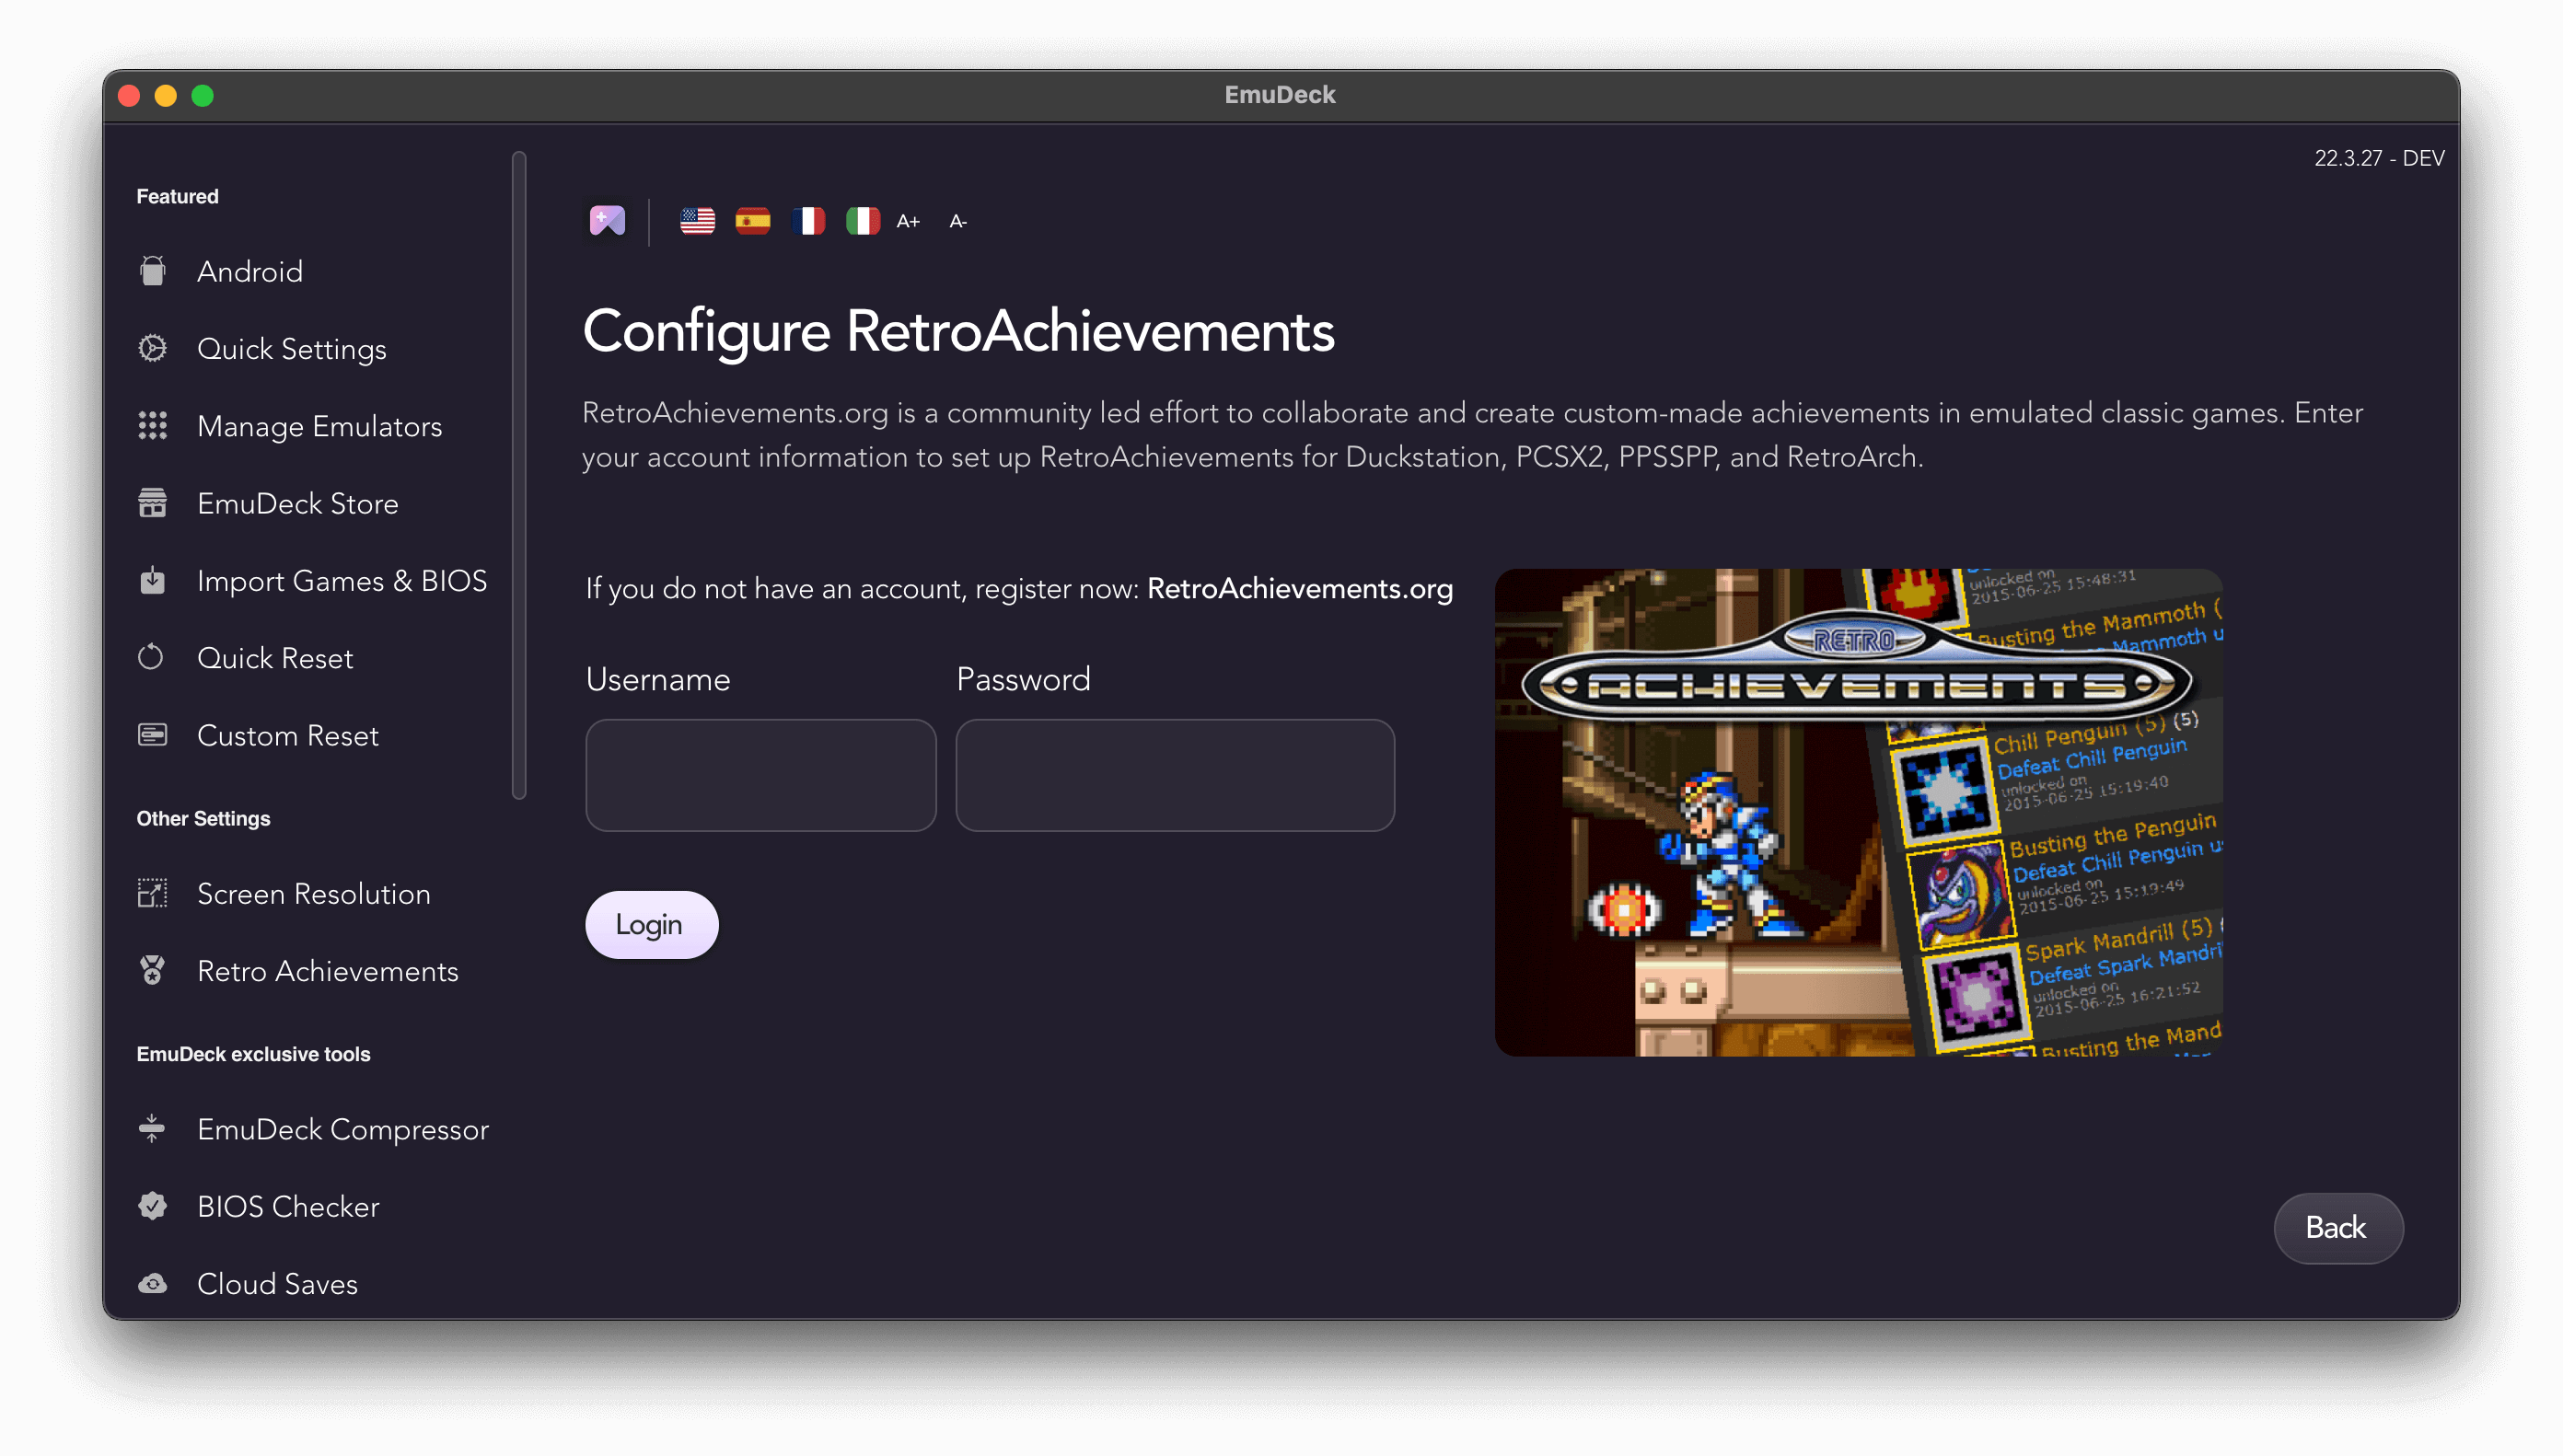 EmuDeck
22.3.27 - DEV
Featured
Android
Quick Settings
Manage Emulators
EmuDeck Store
Import Games & BIOS
Quick Reset
Custom Reset
Other Settings
Screen Resolution
Retro Achievements
EmuDeck exclusive tools
EmuDeck Compressor
BIOS Checker
Cloud Saves
A+ A-
Configure RetroAchievements
RetroAchievements.org is a community led effort to collaborate and create custom-made achievements in emulated classic games. Enter
your account information to set up RetroAchievements for Duckstation, PCSX2, PPSSPP, and RetroArch.
If you do not have an account, register now: RetroAchievements.org
Username Password
Login
unlocked on
2015-06-25 15:48:31
Busting the Mammoth (
Mammoth u
RETRO
ACHIEVEMENTS
Chill Penguin (5) (5)
Defeat Chill Penguin
unlocked on
2015-06-25 15:19:40
Busting the Penguin
Defeat Chill Penguin us
unlocked on
2015-06-25 15:19:49
Spark Mandrill (5)
Defeat Spark Mandri
unlocked on
2015-06-25 16:21:52
Busting the Mand
Back